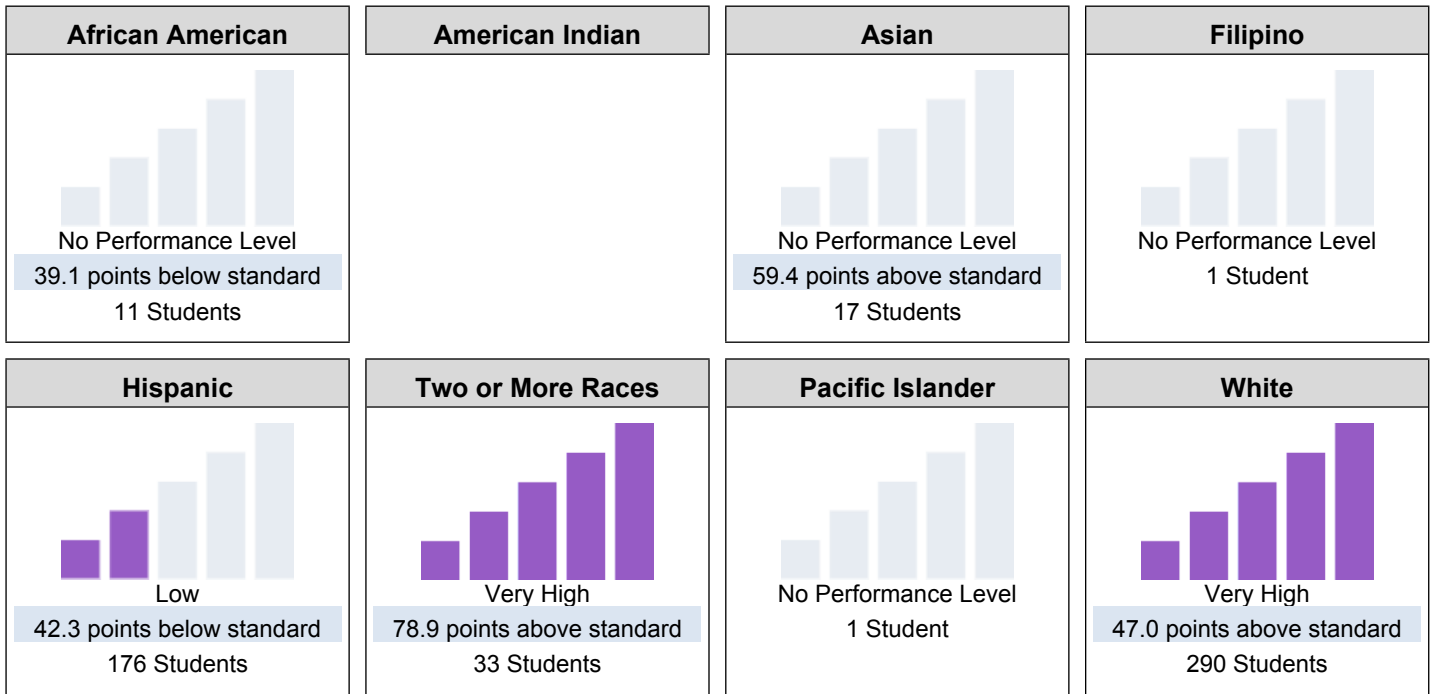 African American
No Performance Level
39.1 points below standard
11 Students
American Indian
Asian
No Performance Level
59.4 points above standard
17 Students
Filipino
No Performance Level
1 Student
Hispanic
Low
42.3 points below standard
176 Students
Two or More Races
Very High
78.9 points above standard
33 Students
Pacific Islander
No Performance Level
1 Student
White
Very High
47.0 points above standard
290 Students